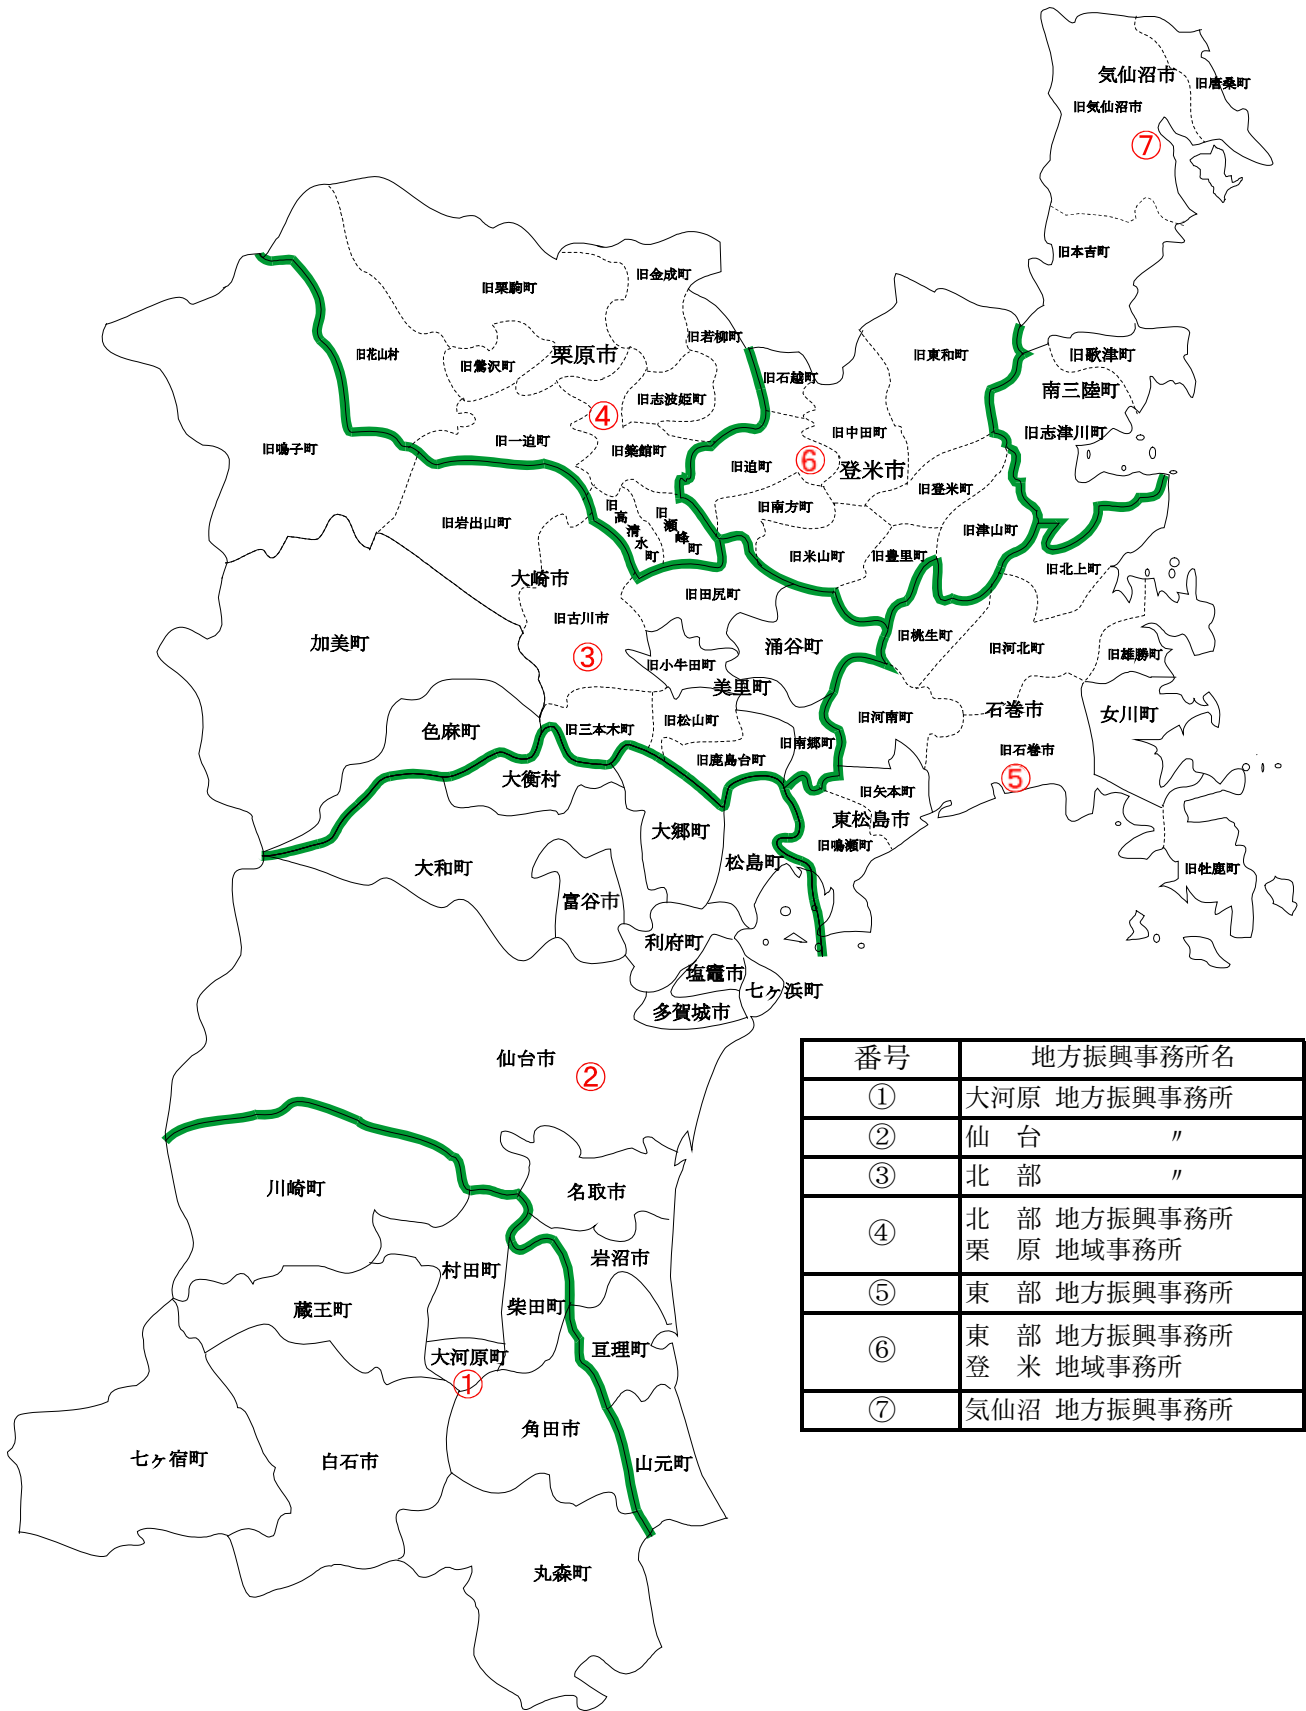 気仙沼市
旧唐桑町
旧気仙沼市
⑦
旧本吉町
旧金成町
旧栗駒町
旧若柳町
旧花山村
旧鶯沢町
栗原市
旧東和町
旧歌津町
旧石越町
南三陸町
旧志波姫町
④
旧中田町
旧志津川町
旧鳴子町
旧一迫町
旧築館町
旧迫町
⑥
登米市
旧登米町
旧岩出山町
旧高清水町
旧瀬峰町
旧南方町
旧津山町
旧米山町
旧豊里町
旧北上町
大崎市
旧田尻町
旧古川市
加美町
涌谷町
旧桃生町
旧河北町
旧雄勝町
③
旧小牛田町
美里町
色麻町
旧三本木町
旧松山町
旧河南町
石巻市
女川町
旧南郷町
旧石巻市
旧鹿島台町
⑤
大衡村
旧矢本町
大郷町
東松島市
旧鳴瀬町
大和町
松島町
旧牡鹿町
富谷市
利府町
塩竈市
七ヶ浜町
多賀城市
仙台市
②
川崎町
名取市
村田町
岩沼市
蔵王町
柴田町
大河原町
亘理町
①
角田市
七ヶ宿町
白石市
山元町
丸森町
番号 地方振興事務所名
① 大河原 地方振興事務所
② 仙 台 〃
③ 北 部 〃
④ 北 部 地方振興事務所
栗 原 地域事務所
⑤ 東 部 地方振興事務所
⑥ 東 部 地方振興事務所
登 米 地域事務所
⑦ 気仙沼 地方振興事務所